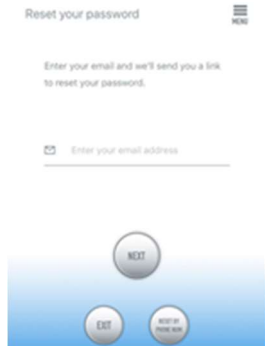 Reset your password
MENU
Enter your email and we'll send you a link
to reset your password.
Enter your email address
NEXT
EXIT
RESET BY
PHONE NUM